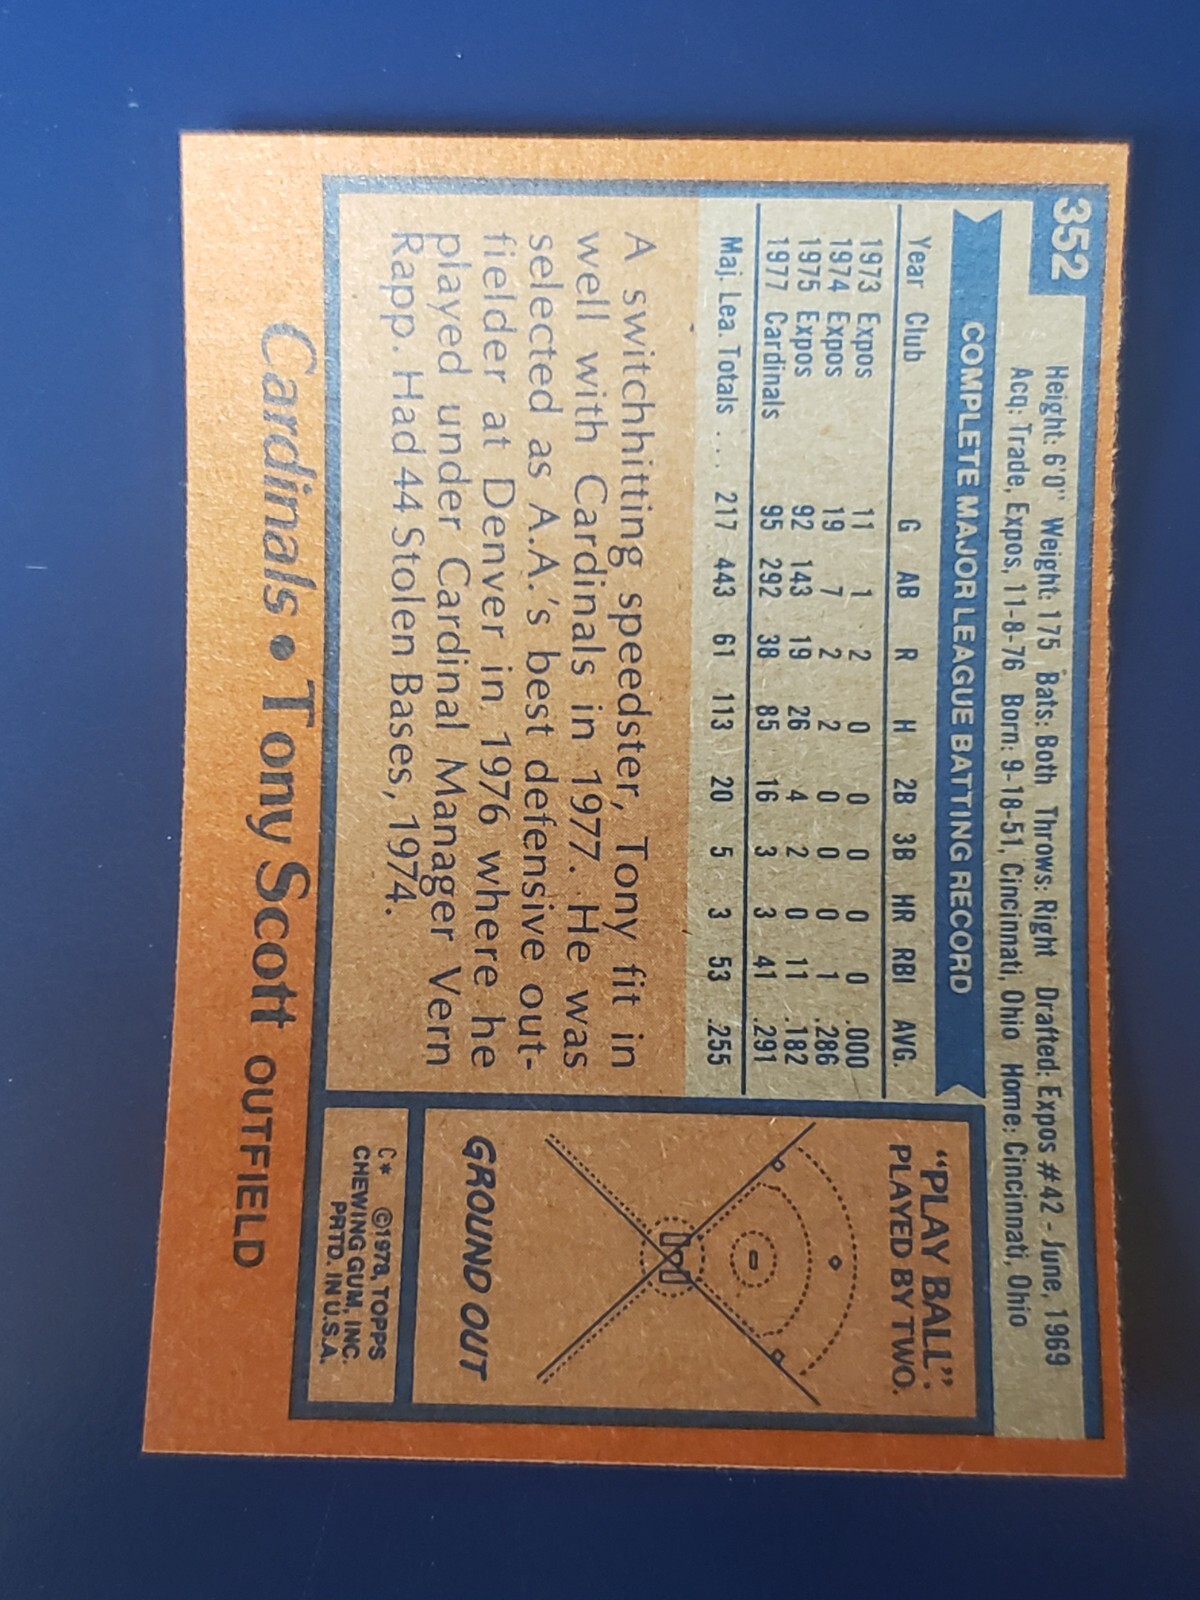 352
Height: 6'0" Weight: 175 Bats: Both Throws: Right Drafted: Expos #42 - June, 1969
Acq: Trade, Expos, 11-8-76 Born: 9-18-51, Cincinnati, Ohio Home: Cincinnati, Ohio
COMPLETE MAJOR LEAGUE BATTING RECORD
Year Club G AB R H 2B 3B HR RBI AVG.
1973 Expos 11 1 2 0 0 0 0 0 .000
1974 Expos 19 7 2 2 0 0 0 1 .286
1975 Expos 92 143 19 26 4 2 0 11 .182
1977 Cardinals 95 292 38 85 16 3 3 41 .291
Maj. Lea. Totals ... 217 443 61 113 20 5 3 53 .255
A switchhitting speedster, Tony fit in
well with Cardinals in 1977. He was
selected as A.A.'s best defensive out-
fielder at Denver in 1976 where he
played under Cardinal Manager Vern
Rapp. Had 44 Stolen Bases, 1974.
"PLAY BALL":
PLAYED BY TWO.
GROUND OUT
C* ©1978, TOPPS
CHEWING GUM, INC.
PRTD. IN U.S.A.
Cardinals • Tony Scott OUTFIELD